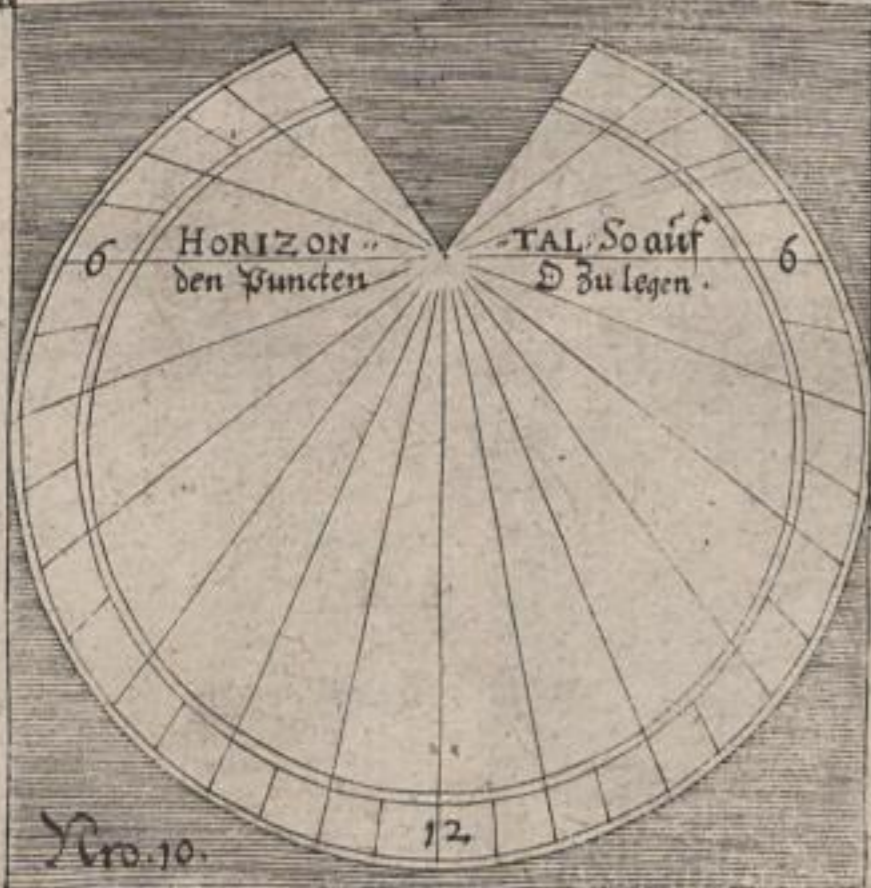 HORIZON ·· -TAL· So auf
den Puncten D Zu legen ·
6 6
12
Nro. 10.